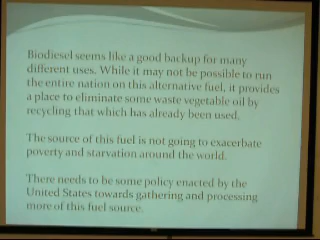 Biodiesel seems like a good backup for many
different uses. While it may not be possible to run
the entire nation on this alternative fuel, it provides
a place to eliminate some waste vegetable oil by
recycling that which has already been used.
The source of this fuel is not going to exacerbate
poverty and starvation around the world.
There needs to be some policy enacted by the
United States towards gathering and processing
more of this fuel source.